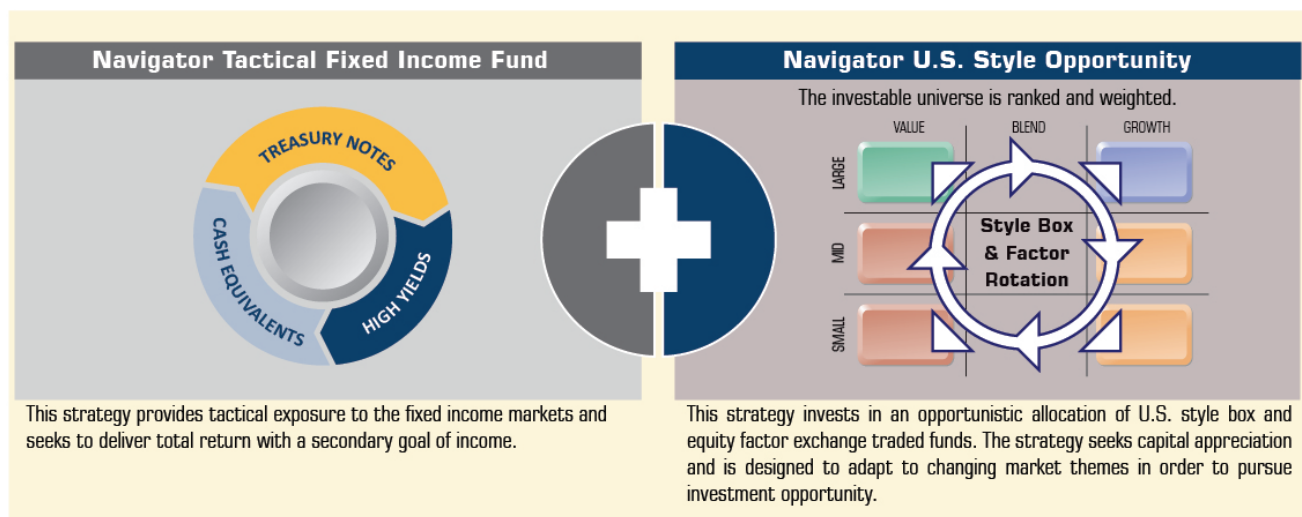 Navigator Tactical Fixed Income Fund
TREASURY NOTES
CASH EQUIVALENTS
HIGH YIELDS
This strategy provides tactical exposure to the fixed income markets and
seeks to deliver total return with a secondary goal of income.
Navigator U.S. Style Opportunity
The investable universe is ranked and weighted.
VALUE BLEND GROWTH
LARGE
MID
SMALL
Style Box
& Factor
Rotation
This strategy invests in an opportunistic allocation of U.S. style box and
equity factor exchange traded funds. The strategy seeks capital appreciation
and is designed to adapt to changing market themes in order to pursue
investment opportunity.